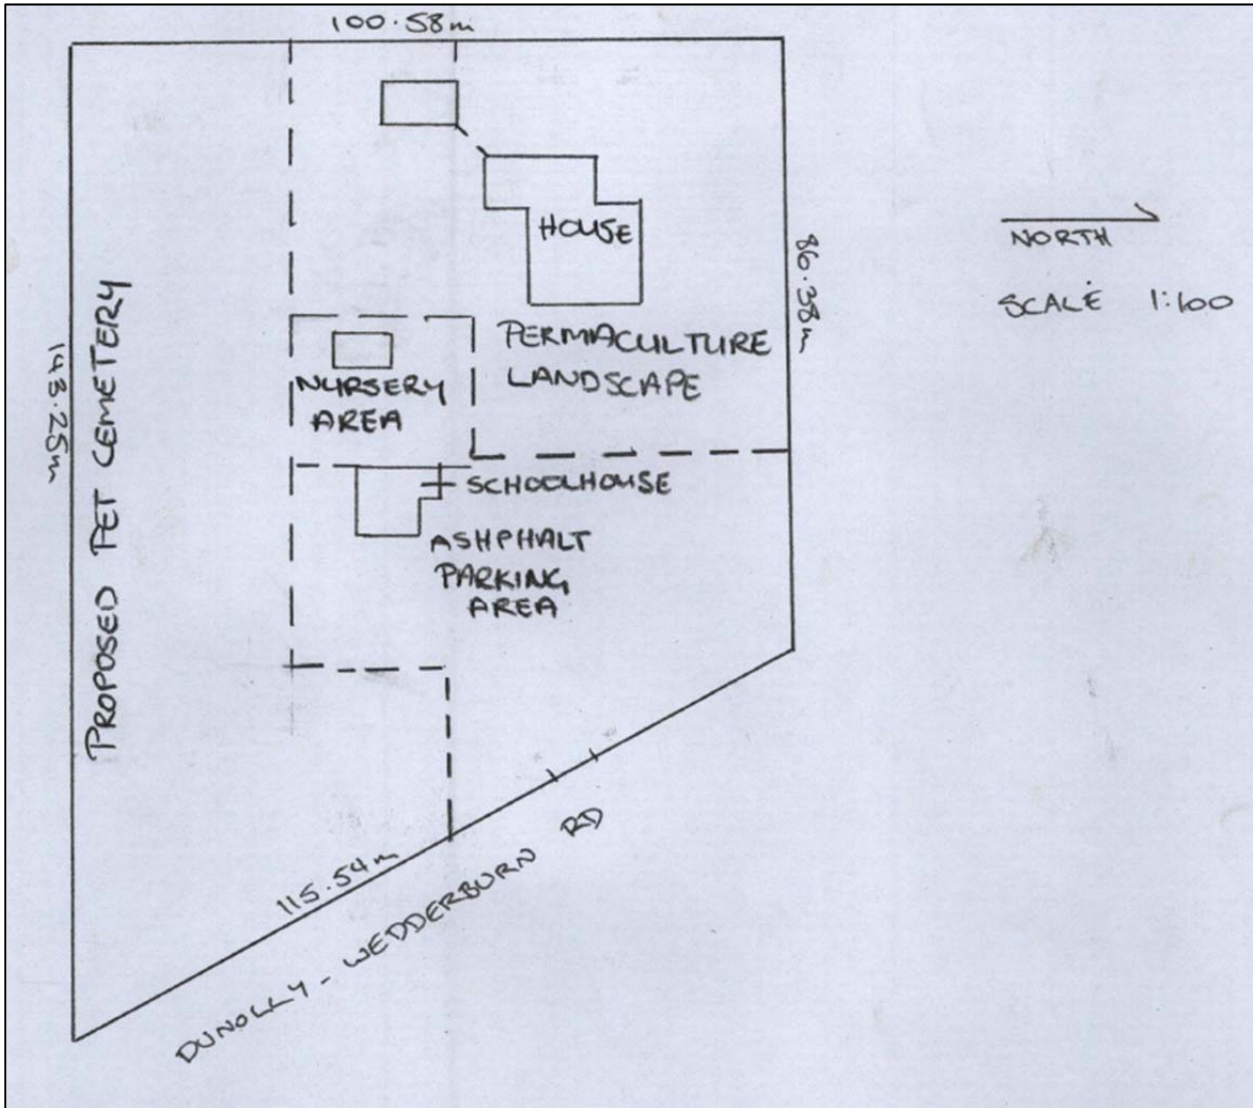 100.58m
HOUSE
86.38m
NORTH
SCALE 1:100
PERMACULTURE
LANDSCAPE
143.25m
PROPOSED PET CEMETERY
NURSERY
AREA
SCHOOLHOUSE
ASHPHALT
PARKING
AREA
115.54m
DUNOLLY - WEDDERBURN RD